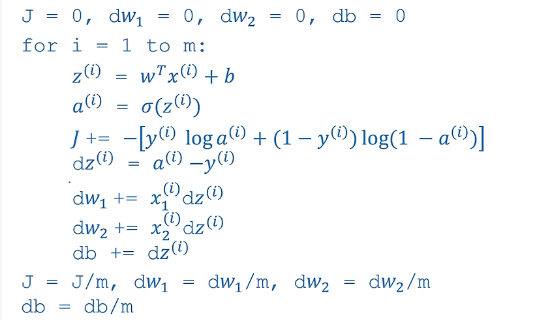 J = 0, dw₁ = 0, dw₂ = 0, db = 0
for i = 1 to m:
z⁽ⁱ⁾ = wᵀx⁽ⁱ⁾ + b
a⁽ⁱ⁾ = σ(z⁽ⁱ⁾)
J += −[y⁽ⁱ⁾ log a⁽ⁱ⁾ + (1 − y⁽ⁱ⁾) log(1 − a⁽ⁱ⁾)]
dz⁽ⁱ⁾ = a⁽ⁱ⁾ −y⁽ⁱ⁾
dw₁ += x₁⁽ⁱ⁾dz⁽ⁱ⁾
dw₂ += x₂⁽ⁱ⁾dz⁽ⁱ⁾
db += dz⁽ⁱ⁾
J = J/m, dw₁ = dw₁/m, dw₂ = dw₂/m
db = db/m